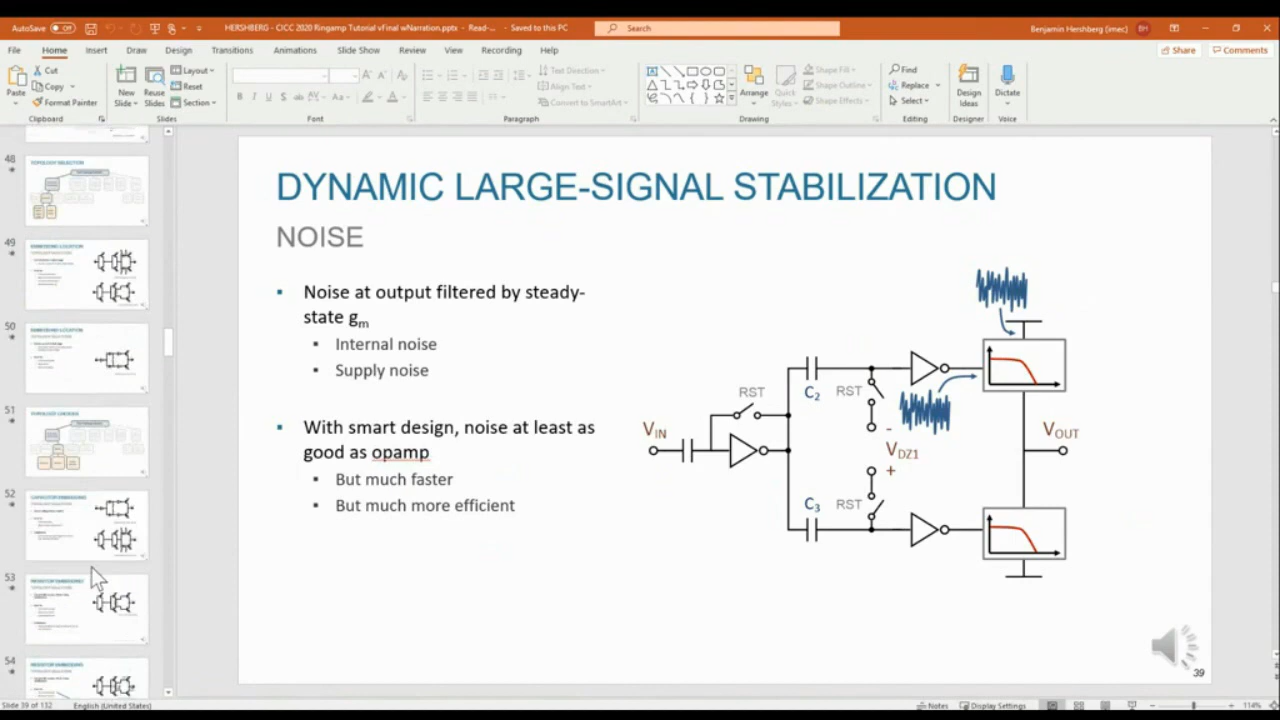 AutoSave Off HERSHBERG - CICC 2020 Ringamp Tutorial vFinal wNarration.pptx - Read-... - Saved to this PC Search Benjamin Hershberg (imec) BH
File Home Insert Draw Design Transitions Animations Slide Show Review View Recording Help Share Comments
Paste
Cut
Copy
Format Painter
Clipboard
New Slide
Reuse Slides
Layout
Reset
Section
Slides
Font
Text Direction
Align Text
Convert to SmartArt
Paragraph
Arrange
Quick Styles
Shape Fill
Shape Outline
Shape Effects
Drawing
Find
Replace
Select
Editing
Design Ideas
Designer
Dictate
Voice
48
TOPOLOGY SELECTION
49
50
51
52
53
54
DYNAMIC LARGE-SIGNAL STABILIZATION
NOISE
▪ Noise at output filtered by steady-
state gm
▪ Internal noise
▪ Supply noise
▪ With smart design, noise at least as
good as opamp
▪ But much faster
▪ But much more efficient
RST
C2
RST
VIN
-
VDZ1
+
VOUT
C3
RST
39
Slide 39 of 132 English (United States) Notes Display Settings 114%